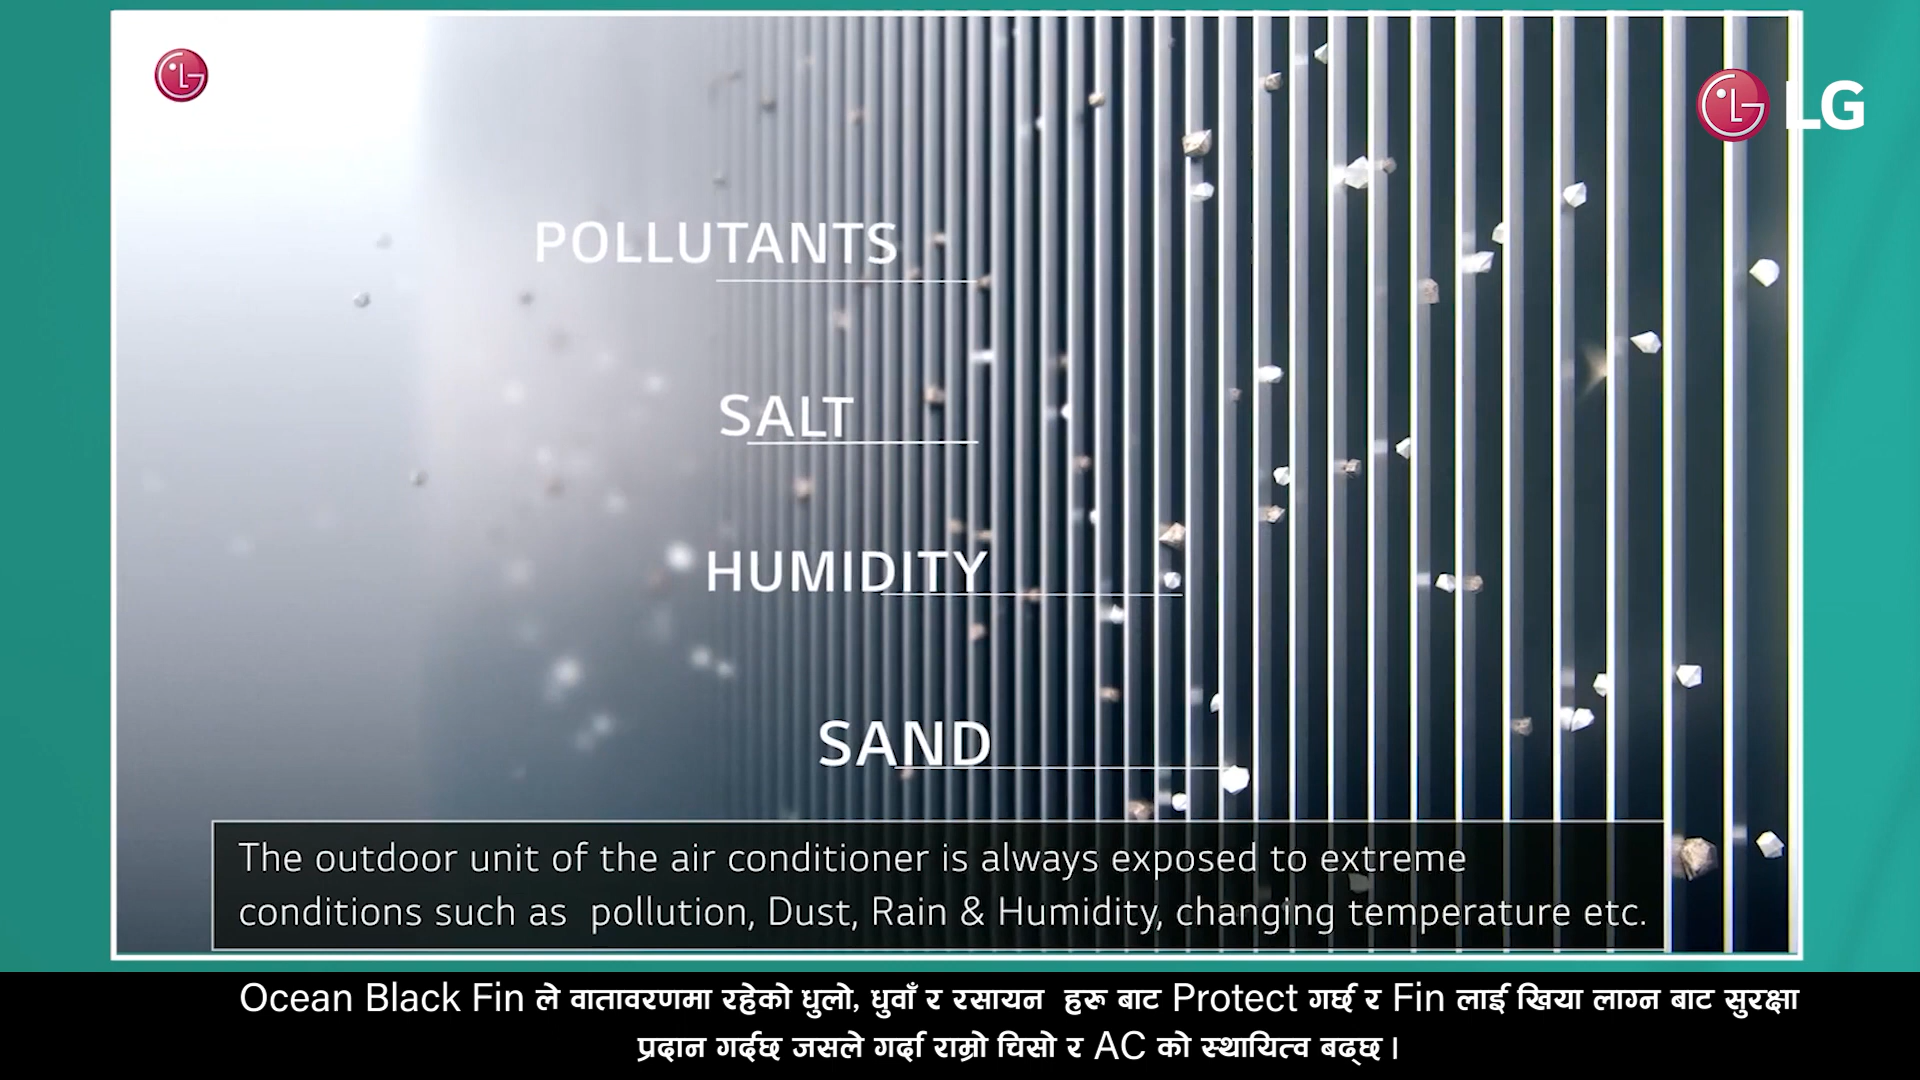 LG
POLLUTANTS
SALT
HUMIDITY
SAND
The outdoor unit of the air conditioner is always exposed to extreme
conditions such as pollution, Dust, Rain & Humidity, changing temperature etc.
Ocean Black Fin ले वातावरणमा रहेको धुलो, धुवाँ र रसायन हरू बाट Protect गर्छ र Fin लाई खिया लाग्न बाट सुरक्षा
प्रदान गर्दछ जसले गर्दा राम्रो चिसो र AC को स्थायित्व बढ्छ ।